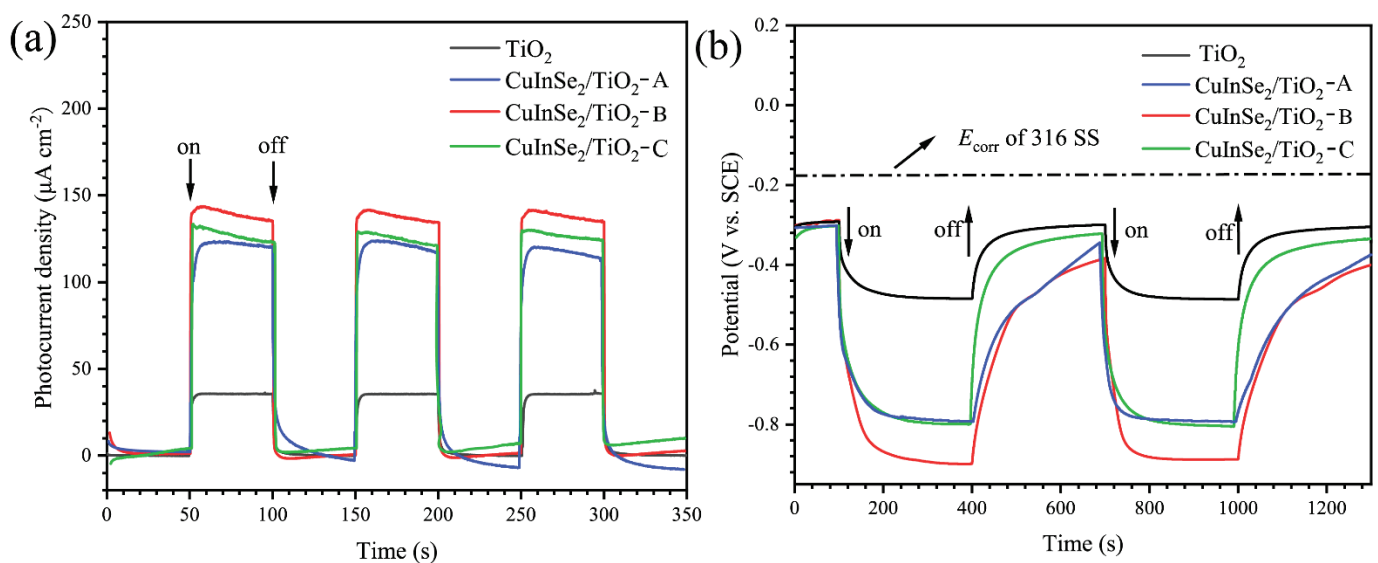 (a)
250
200
150
100
50
0
0
50
100
150
200
250
300
350
Photocurrent density (μA cm⁻²)
Time (s)
TiO₂
CuInSe₂/TiO₂-A
CuInSe₂/TiO₂-B
CuInSe₂/TiO₂-C
on
off
(b)
-0.2
0.0
-0.2
-0.4
-0.6
-0.8
0
200
400
600
800
1000
1200
Potential (V vs. SCE)
Time (s)
TiO₂
CuInSe₂/TiO₂-A
CuInSe₂/TiO₂-B
CuInSe₂/TiO₂-C
E_corr of 316 SS
on
off
on
off